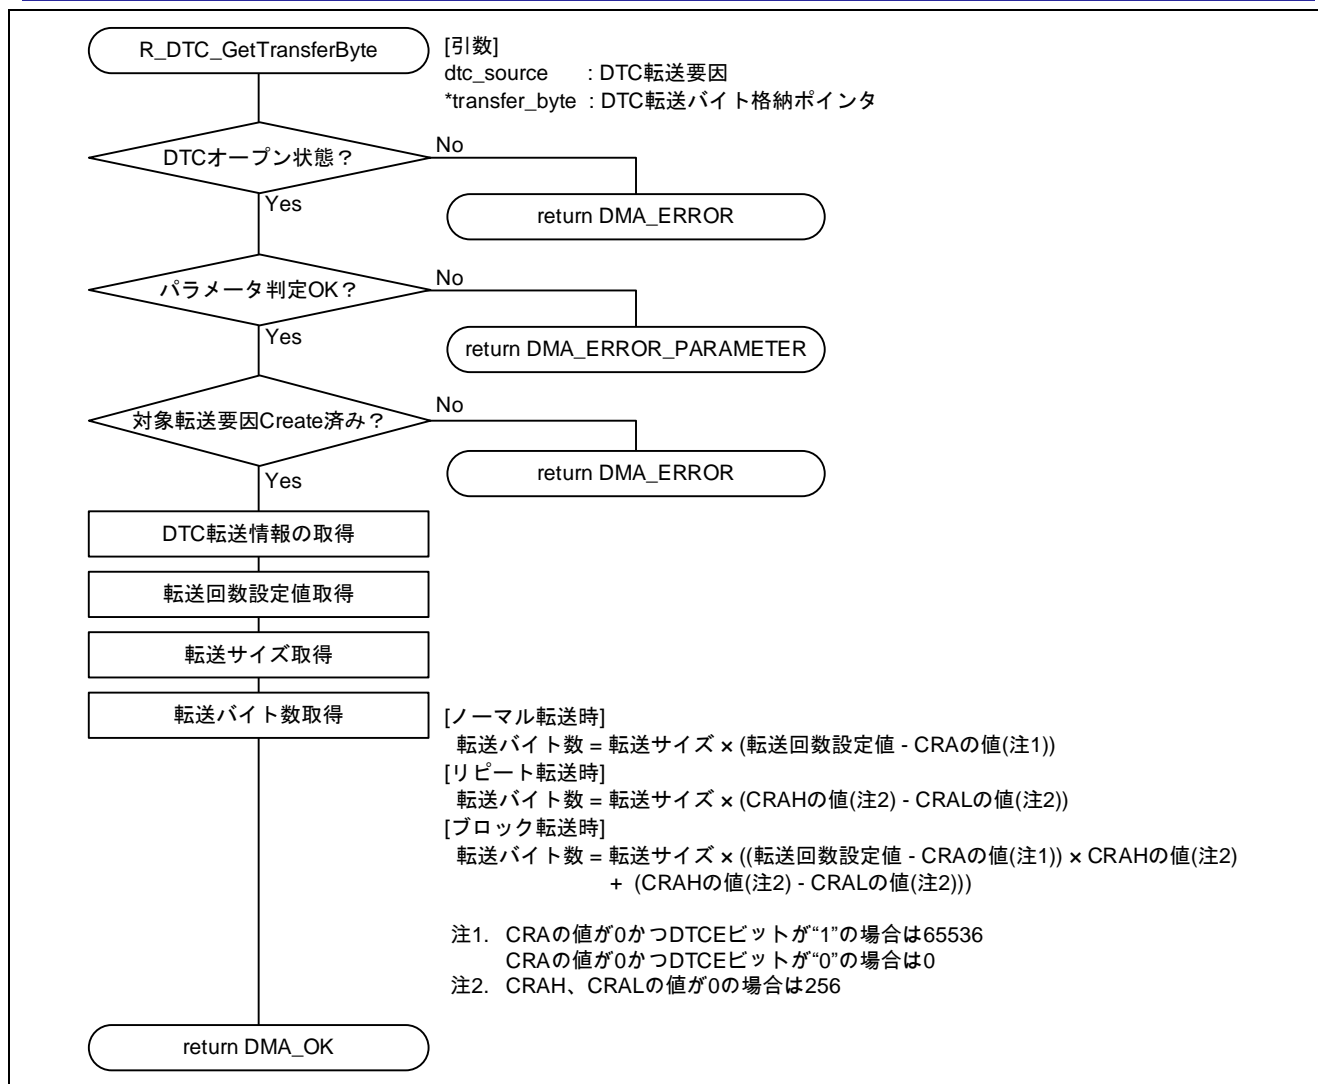 R_DTC_GetTransferByte
[引数]
dtc_source : DTC転送要因
*transfer_byte : DTC転送バイト格納ポインタ
DTCオープン状態？
No
return DMA_ERROR
Yes
パラメータ判定OK？
No
return DMA_ERROR_PARAMETER
Yes
対象転送要因Create済み？
No
return DMA_ERROR
Yes
DTC転送情報の取得
転送回数設定値取得
転送サイズ取得
転送バイト数取得
[ノーマル転送時]
転送バイト数 = 転送サイズ × (転送回数設定値 - CRAの値(注1))
[リピート転送時]
転送バイト数 = 転送サイズ × (CRAHの値(注2) - CRALの値(注2))
[ブロック転送時]
転送バイト数 = 転送サイズ × ((転送回数設定値 - CRAの値(注1)) × CRAHの値(注2)
+ (CRAHの値(注2) - CRALの値(注2)))
注1. CRAの値が0かつDTCEビットが“1”の場合は65536
CRAの値が0かつDTCEビットが“0”の場合は0
注2. CRAH、CRALの値が0の場合は256
return DMA_OK